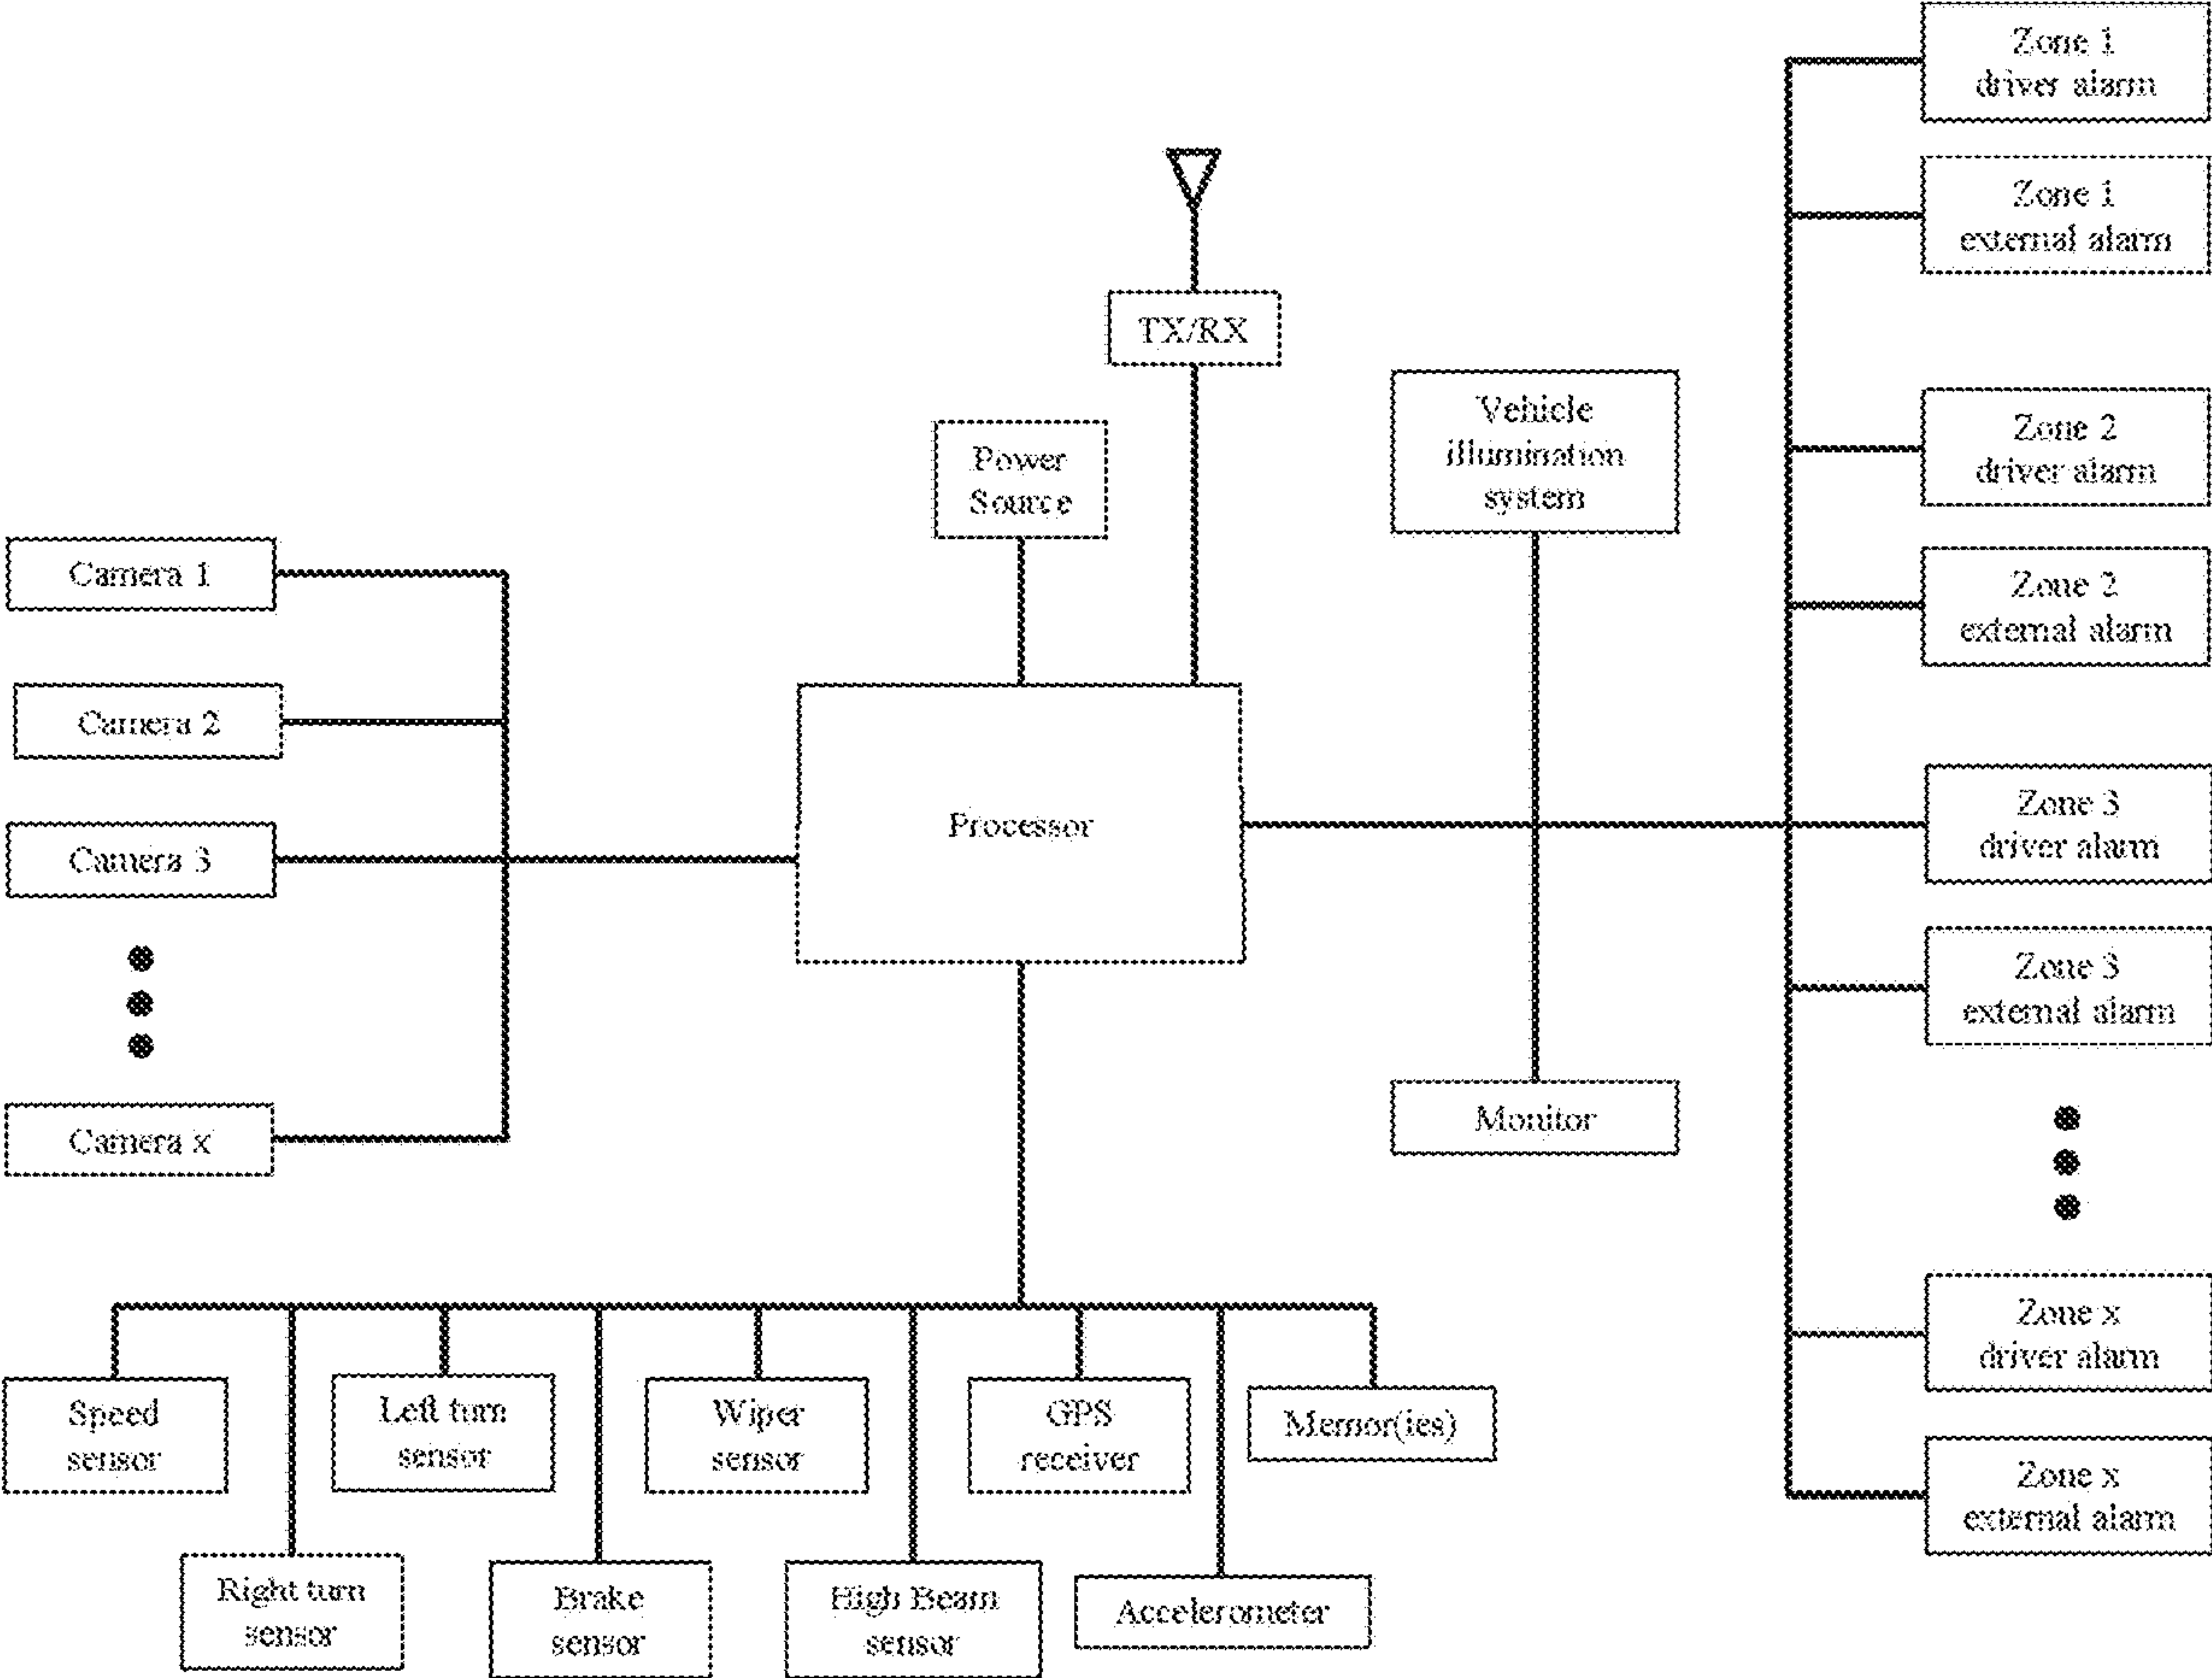 Zone 1
driver alarm
Zone 1
external alarm
TX/RX
Vehicle
illumination
system
Power
Source
Zone 2
driver alarm
Zone 2
external alarm
Camera 1
Camera 2
Camera 3
Camera x
Processor
Zone 3
driver alarm
Zone 3
external alarm
Monitor
Zone x
driver alarm
Zone x
external alarm
Speed
sensor
Left turn
sensor
Wiper
sensor
GPS
receiver
Memor(ies)
Right turn
sensor
Brake
sensor
High Beam
sensor
Accelerometer